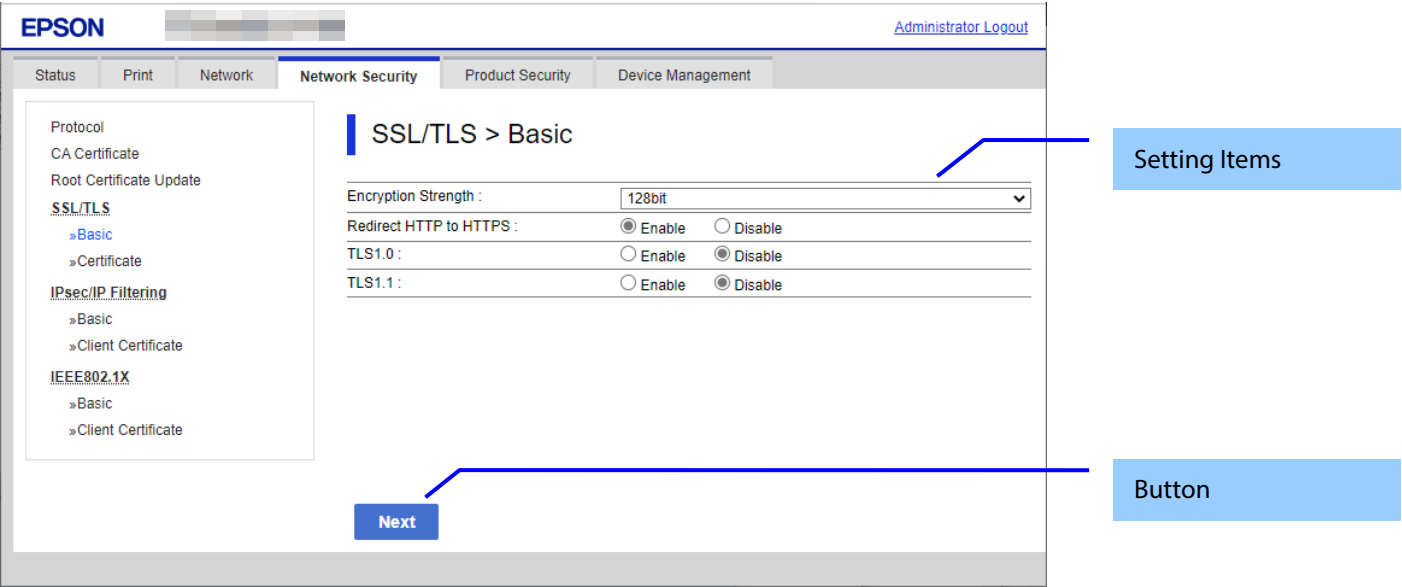 EPSON
Administrator Logout
Status Print Network Network Security Product Security Device Management
Protocol
CA Certificate
Root Certificate Update
SSL/TLS
»Basic
»Certificate
IPsec/IP Filtering
»Basic
»Client Certificate
IEEE802.1X
»Basic
»Client Certificate
SSL/TLS > Basic
Encryption Strength : 128bit
Redirect HTTP to HTTPS : Enable Disable
TLS1.0 : Enable Disable
TLS1.1 : Enable Disable
Next
Setting Items
Button